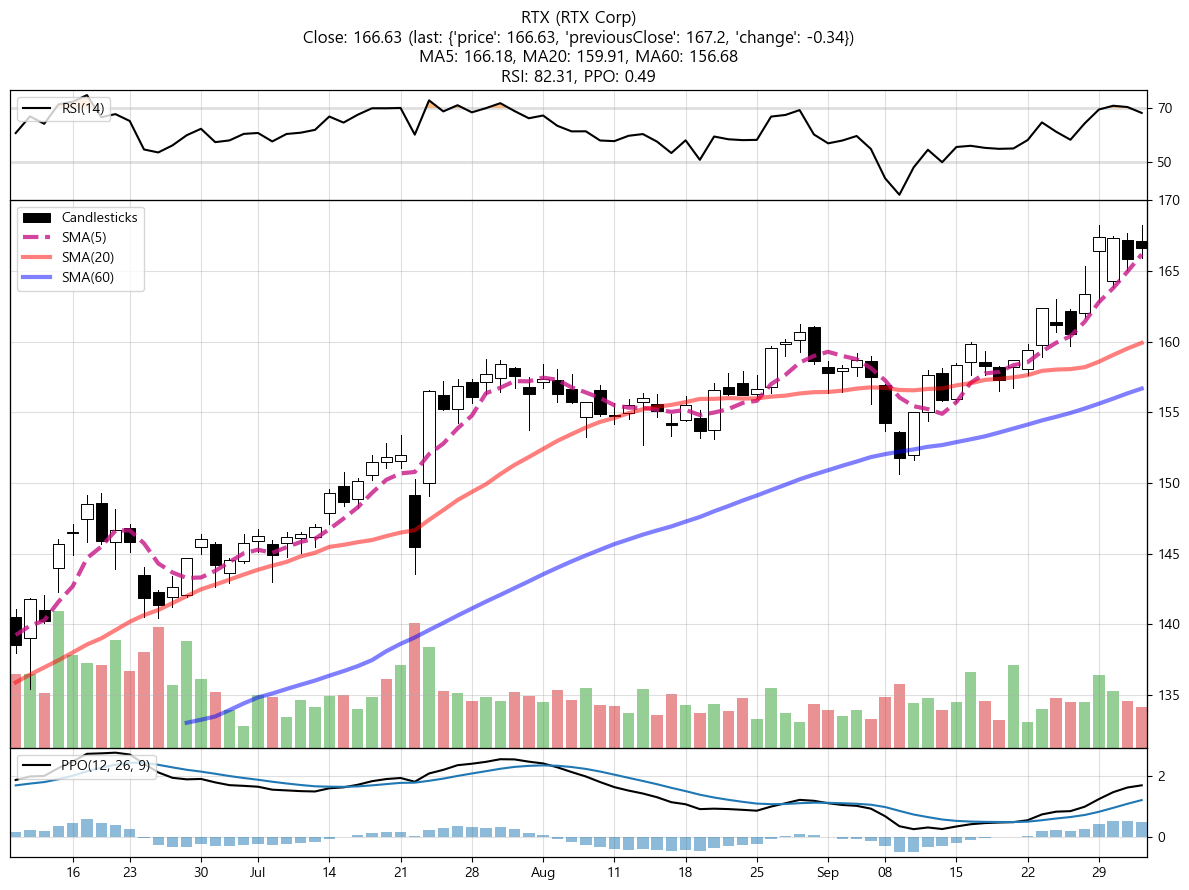 RTX (RTX Corp)
Close: 166.63 (last: {'price': 166.63, 'previousClose': 167.2, 'change': -0.34})
MA5: 166.18, MA20: 159.91, MA60: 156.68
RSI: 82.31, PPO: 0.49
RSI(14)
70
50
170
Candlesticks
SMA(5)
SMA(20)
SMA(60)
165
160
155
150
145
140
135
PPO(12, 26, 9)
2
0
16 23 30 Jul 14 21 28 Aug 11 18 25 Sep 08 15 22 29